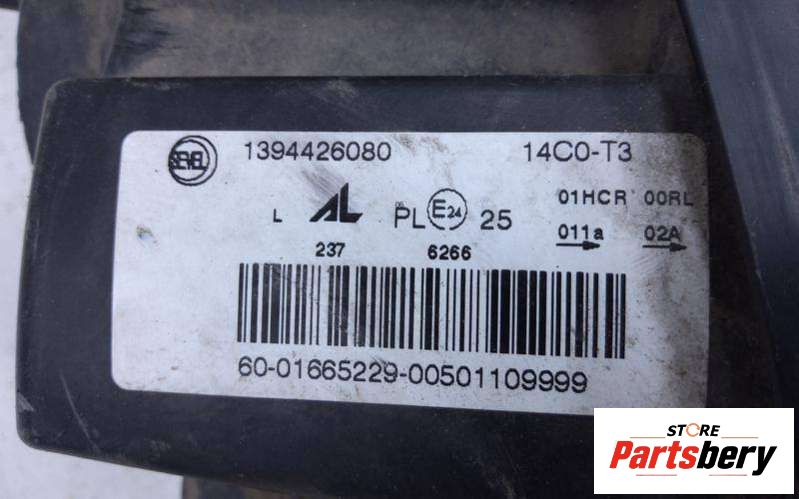 SEVEL 1394426080 14C0-T3
L AL PL E24 25 01HCR 00RL
237 6266 011a 02A
60-01665229-00501109999
STORE
Partsbery